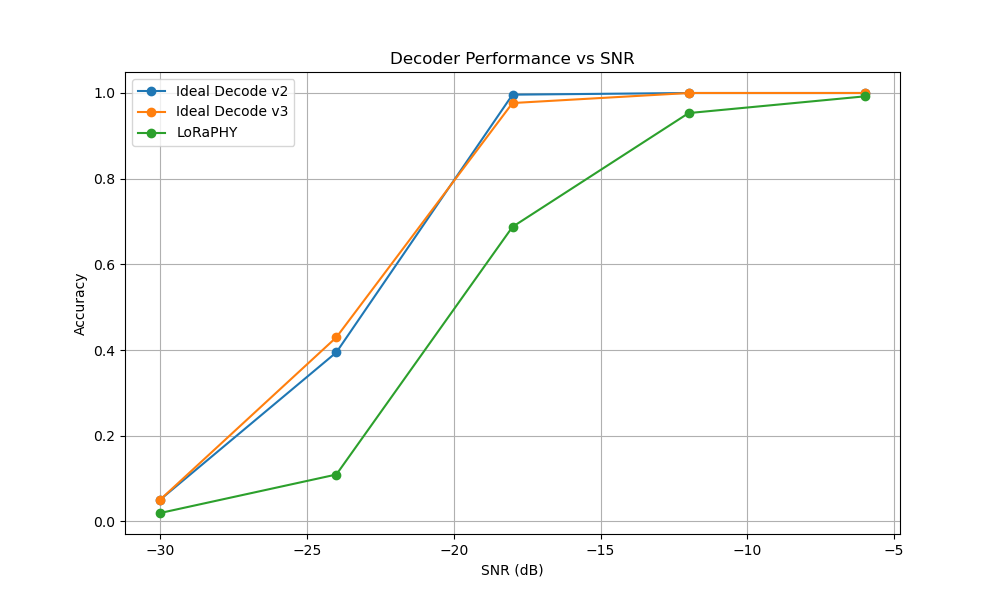 Decoder Performance vs SNR
Ideal Decode v2
Ideal Decode v3
LoRaPHY
1.0
0.8
0.6
0.4
0.2
0.0
Accuracy
−30
−25
−20
−15
−10
−5
SNR (dB)